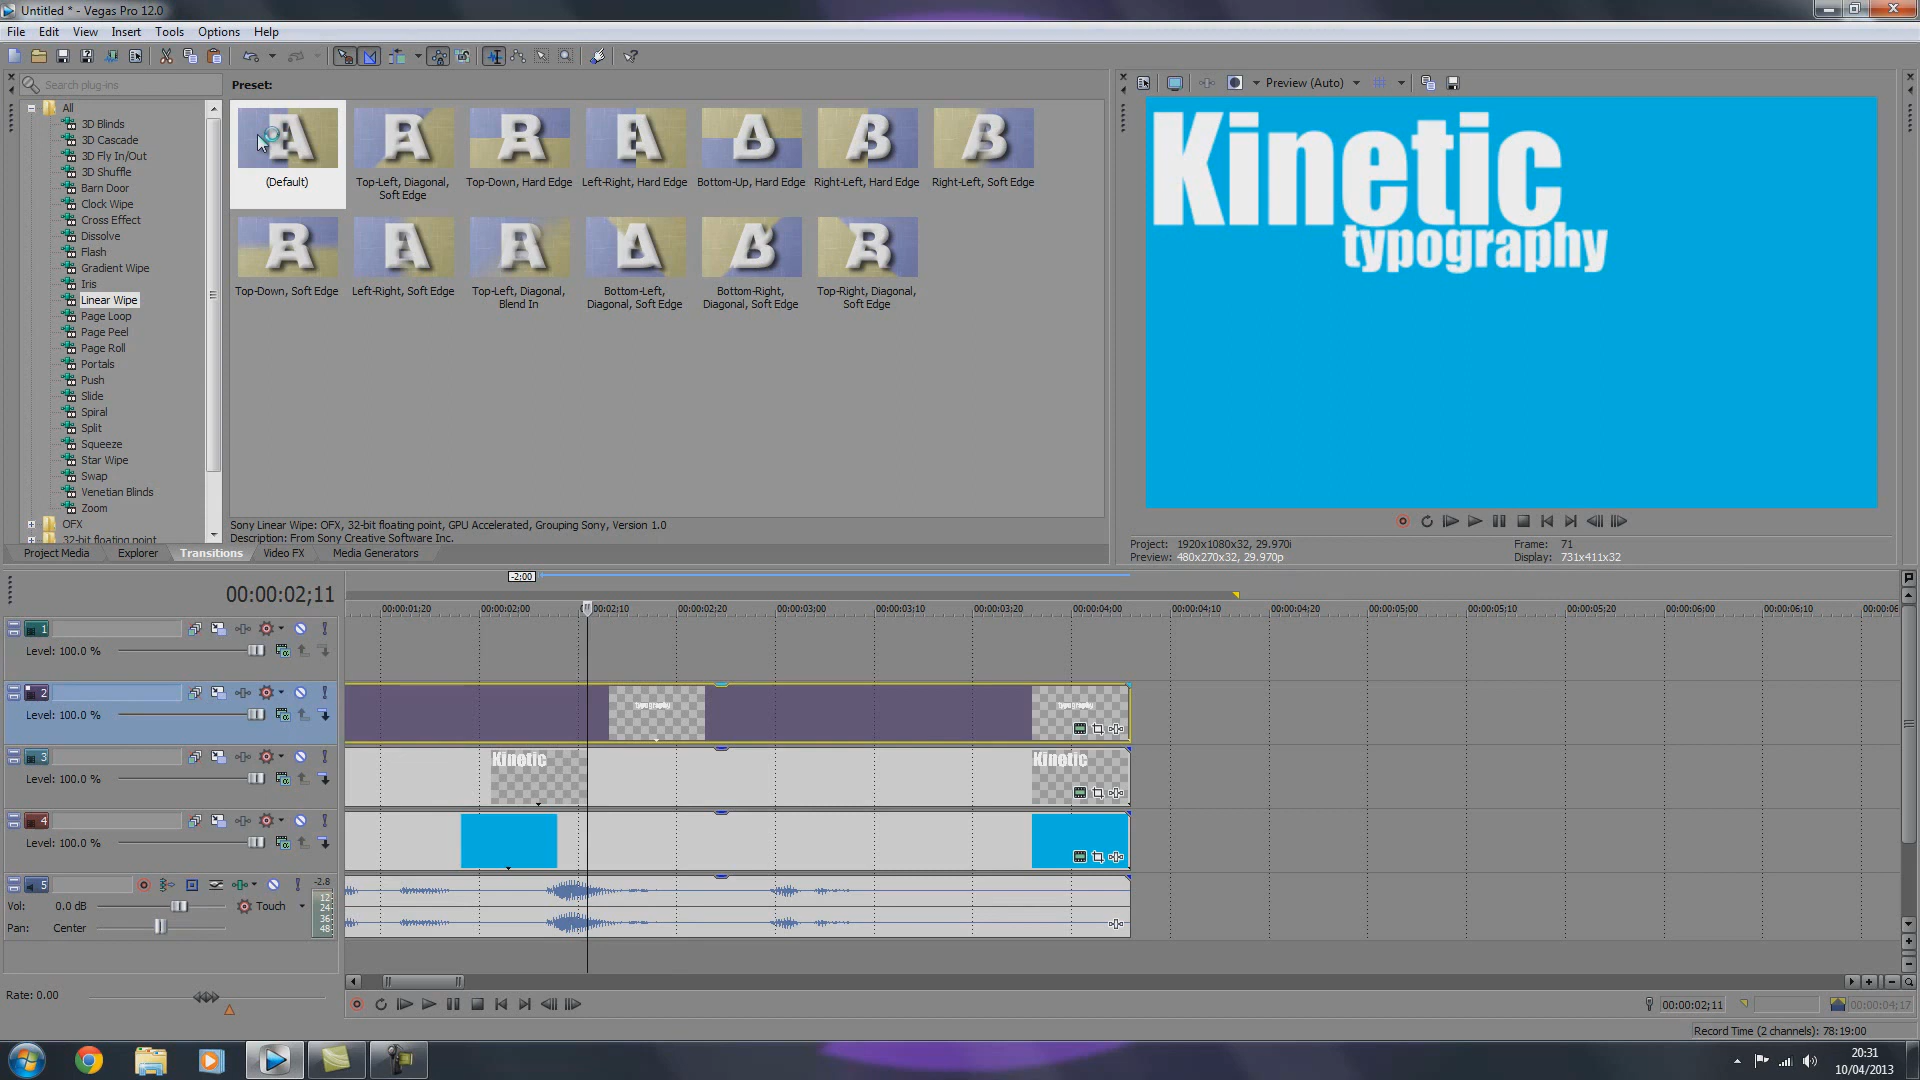 Untitled * - Vegas Pro 12.0
File Edit View Insert Tools Options Help
Search plug-ins
Preset:
Preview (Auto)
All
3D Blinds
3D Cascade
3D Fly In/Out
3D Shuffle
Barn Door
Clock Wipe
Cross Effect
Dissolve
Flash
Gradient Wipe
Iris
Linear Wipe
Page Loop
Page Peel
Page Roll
Portals
Push
Slide
Spiral
Split
Squeeze
Star Wipe
Swap
Venetian Blinds
Zoom
OFX
32-bit floating point
(Default)
Top-Left, Diagonal, Soft Edge
Top-Down, Hard Edge
Left-Right, Hard Edge
Bottom-Up, Hard Edge
Right-Left, Hard Edge
Right-Left, Soft Edge
Top-Down, Soft Edge
Left-Right, Soft Edge
Top-Left, Diagonal, Blend In
Bottom-Left, Diagonal, Soft Edge
Bottom-Right, Diagonal, Soft Edge
Top-Right, Diagonal, Soft Edge
Sony Linear Wipe: OFX, 32-bit floating point, GPU Accelerated, Grouping Sony, Version 1.0
Description: From Sony Creative Software Inc.
Kinetic
typography
Project: 1920x1080x32, 29.970i
Preview: 480x270x32, 29.970p
Frame: 71
Display: 731x411x32
Project Media Explorer Transitions Video FX Media Generators
00:00:02;11
-2;00
00:00:01;20 00:00:02;00 00:00:02;10 00:00:02;20 00:00:03;00 00:00:03;10 00:00:03;20 00:00:04;00 00:00:04;10 00:00:04;20 00:00:05;00 00:00:05;10 00:00:05;20 00:00:06;00 00:00:06;10
1
Level: 100.0 %
2
Level: 100.0 %
typography typography
3
Level: 100.0 %
Kinetic Kinetic
4
Level: 100.0 %
5
-2.8
Vol: 0.0 dB Touch
12
24
36
48
Pan: Center
Rate: 0.00
00:00:02;11
00:00:04;17
Record Time (2 channels): 78:19:00
20:31
10/04/2013